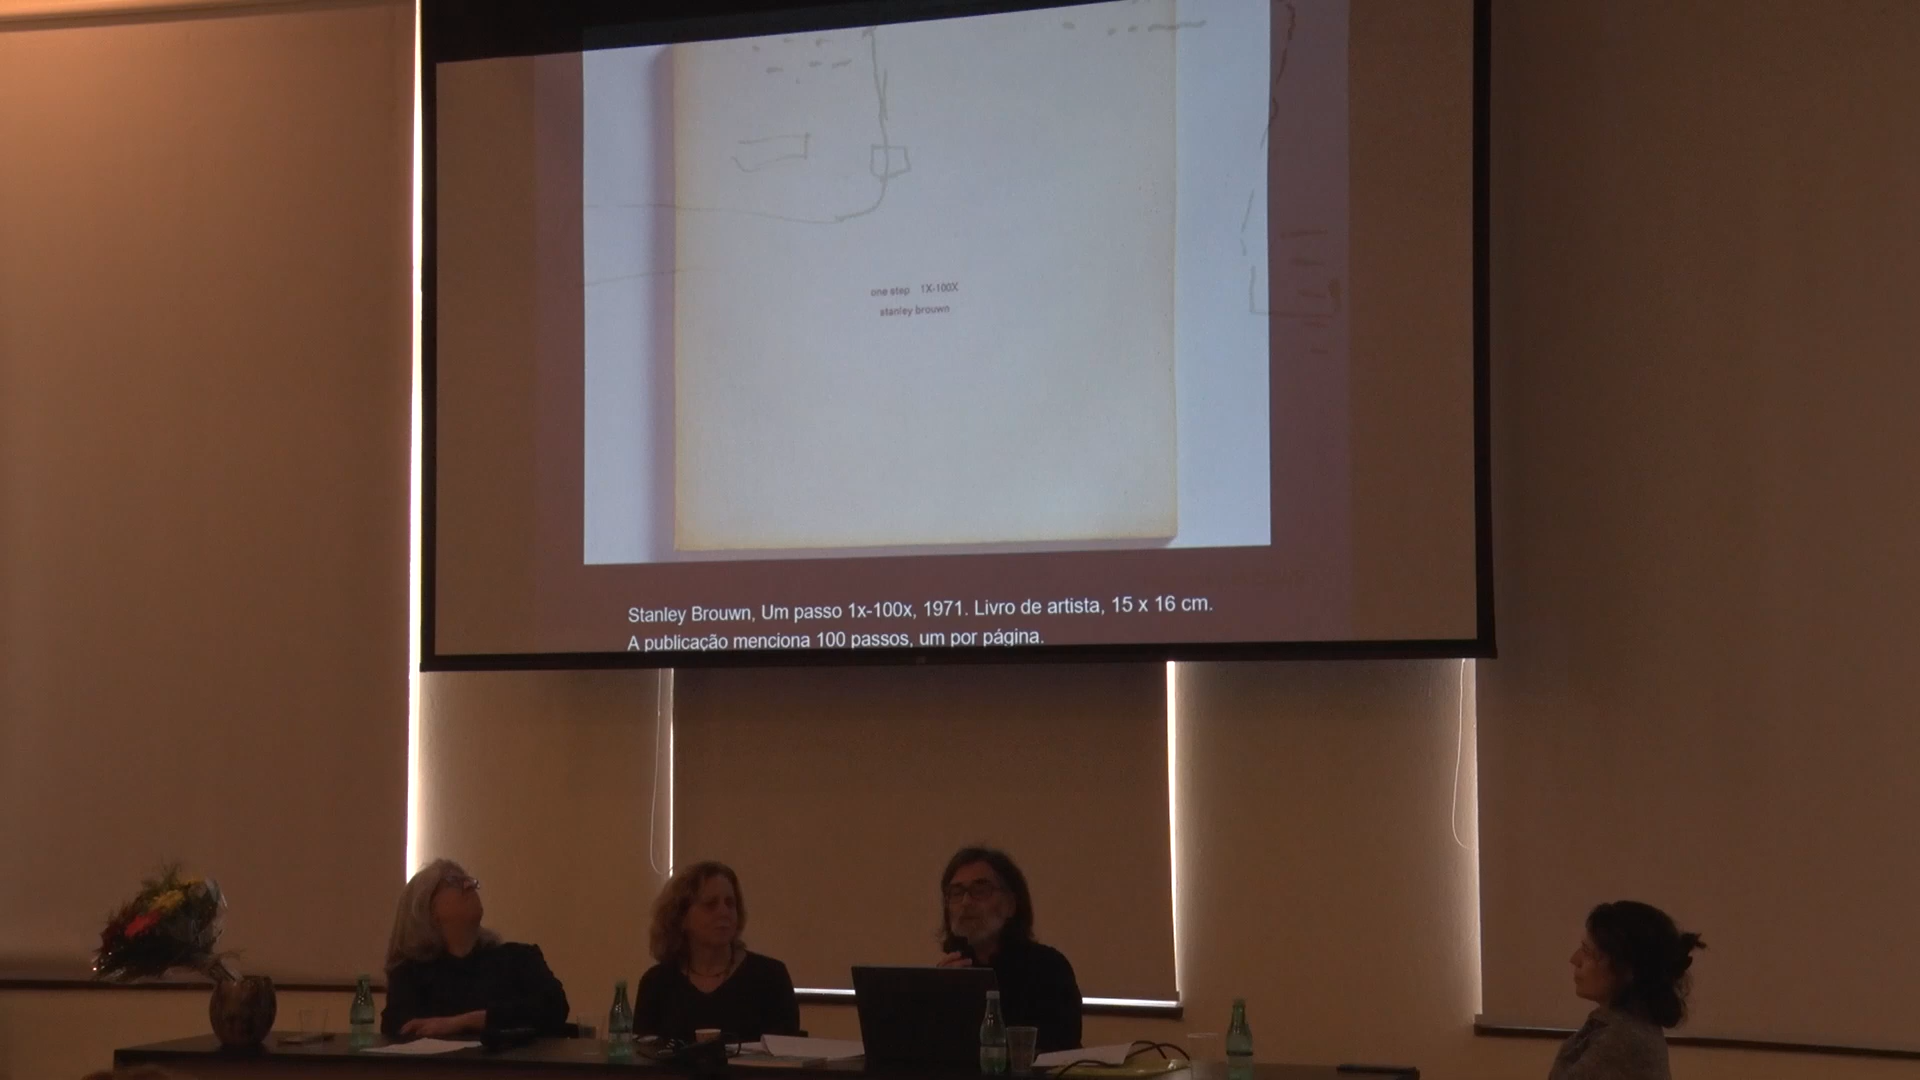 one step 1X-100X
stanley brouwn
Stanley Brouwn, Um passo 1x-100x, 1971. Livro de artista, 15 x 16 cm.
A publicação menciona 100 passos, um por página.